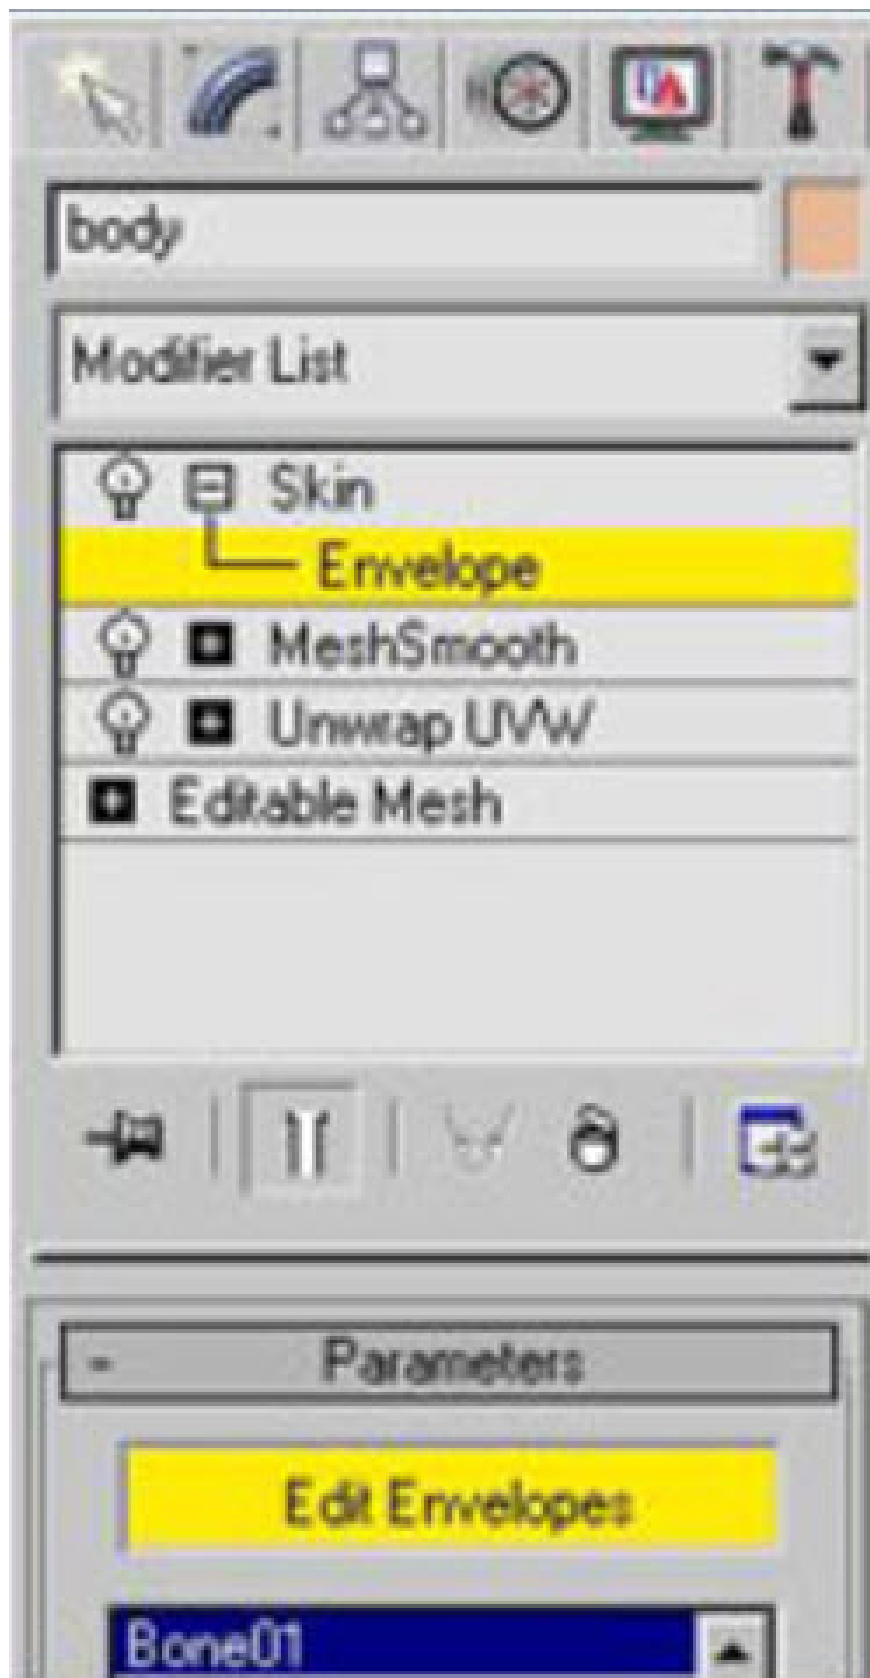 body
Modifier List
Skin
Envelope
MeshSmooth
Unwrap UVW
Editable Mesh
- Parameters
Edit Envelopes
Bone01